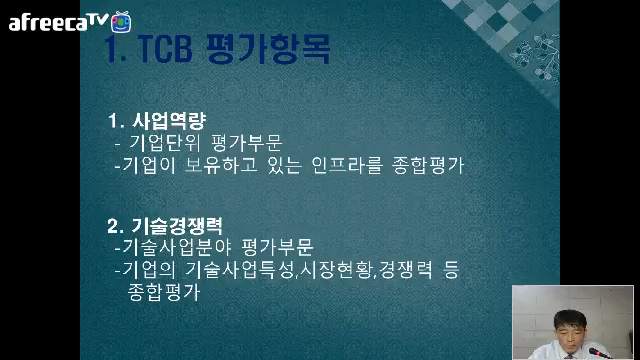 afreecaTV
1. TCB 평가항목
1. 사업역량
- 기업단위 평가부문
-기업이 보유하고 있는 인프라를 종합평가
2. 기술경쟁력
-기술사업분야 평가부문
-기업의 기술사업특성,시장현황,경쟁력 등
종합평가